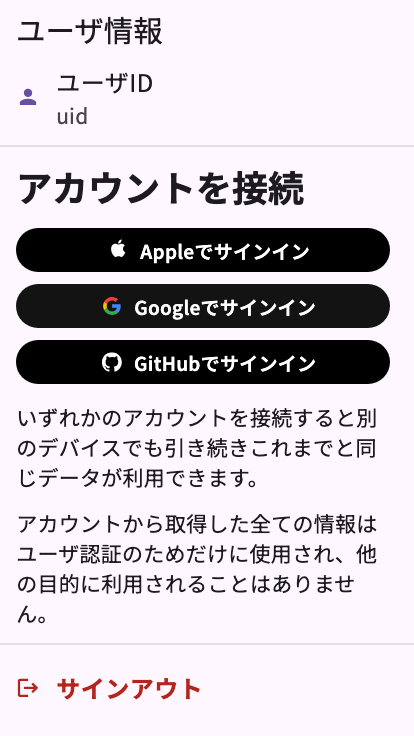 ユーザ情報
ユーザID
uid
アカウントを接続
Appleでサインイン
Googleでサインイン
GitHubでサインイン
いずれかのアカウントを接続すると別
のデバイスでも引き続きこれまでと同
じデータが利用できます。
アカウントから取得した全ての情報は
ユーザ認証のためだけに使用され、他
の目的に利用されることはありませ
ん。
サインアウト